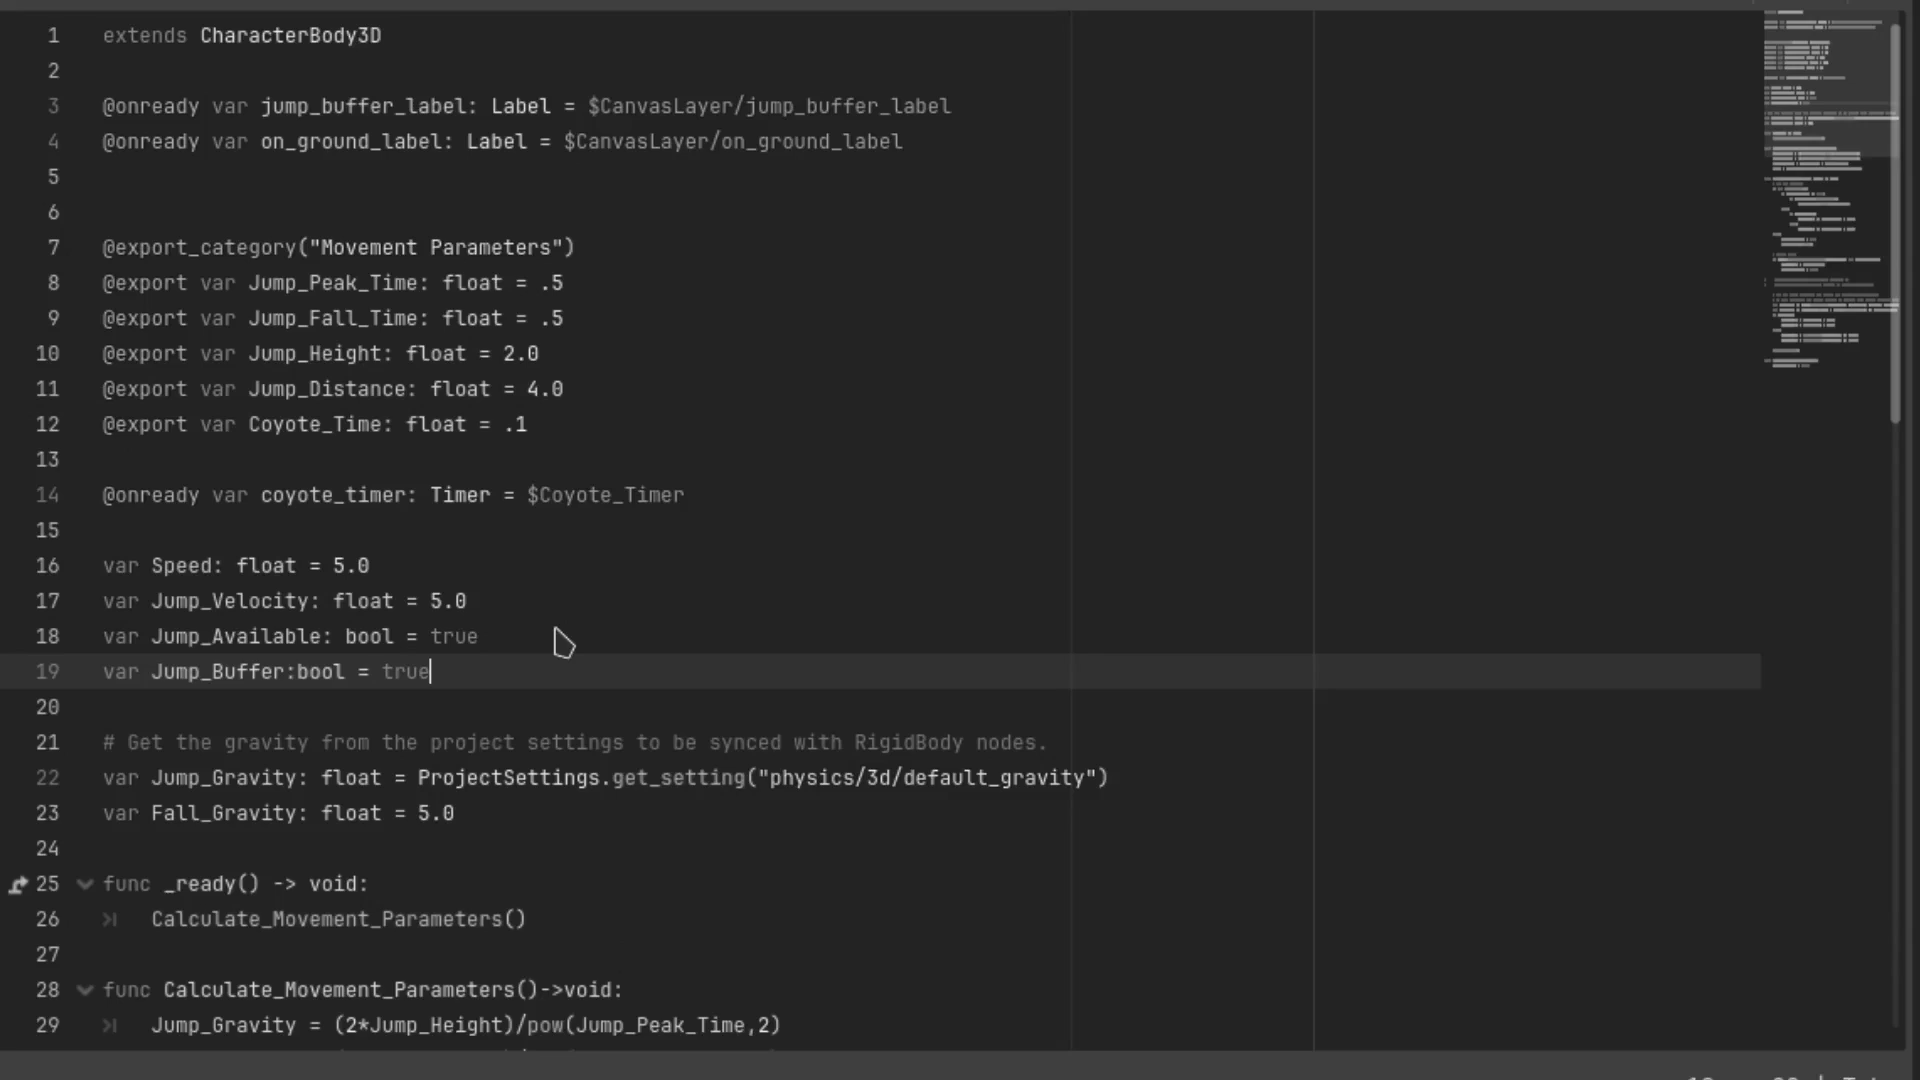 1 extends CharacterBody3D
2
3 @onready var jump_buffer_label: Label = $CanvasLayer/jump_buffer_label
4 @onready var on_ground_label: Label = $CanvasLayer/on_ground_label
5
6
7 @export_category("Movement Parameters")
8 @export var Jump_Peak_Time: float = .5
9 @export var Jump_Fall_Time: float = .5
10 @export var Jump_Height: float = 2.0
11 @export var Jump_Distance: float = 4.0
12 @export var Coyote_Time: float = .1
13
14 @onready var coyote_timer: Timer = $Coyote_Timer
15
16 var Speed: float = 5.0
17 var Jump_Velocity: float = 5.0
18 var Jump_Available: bool = true
19 var Jump_Buffer:bool = true
20
21 # Get the gravity from the project settings to be synced with RigidBody nodes.
22 var Jump_Gravity: float = ProjectSettings.get_setting("physics/3d/default_gravity")
23 var Fall_Gravity: float = 5.0
24
25 func _ready() -> void:
26 Calculate_Movement_Parameters()
27
28 func Calculate_Movement_Parameters()->void:
29 Jump_Gravity = (2*Jump_Height)/pow(Jump_Peak_Time,2)